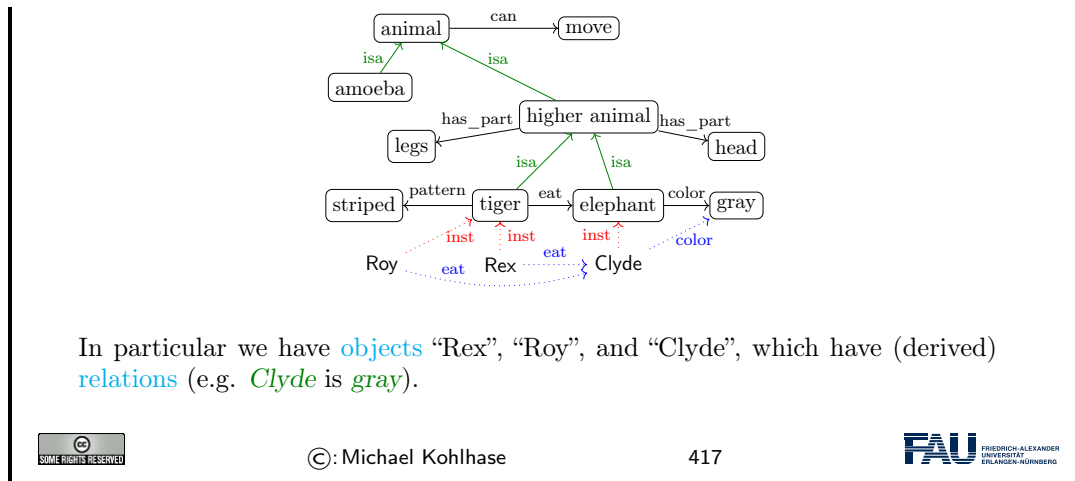 can
animal move
isa isa
amoeba
higher animal
has_part has_part
legs head
isa isa
pattern eat color
striped tiger elephant gray
inst inst inst color
Roy Rex eat Clyde
eat
In particular we have objects “Rex”, “Roy”, and “Clyde”, which have (derived)
relations (e.g. Clyde is gray).
cc
SOME RIGHTS RESERVED
©: Michael Kohlhase 417
FAU FRIEDRICH-ALEXANDER
UNIVERSITÄT
ERLANGEN-NÜRNBERG